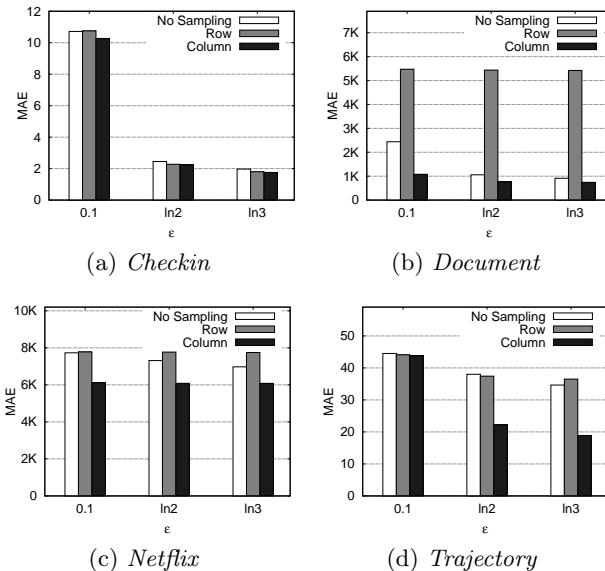 No Sampling
Row
Column
12
10
8
6
4
2
0
MAE
0.1 ln2 ln3
ε
(a) Checkin
No Sampling
Row
Column
7K
6K
5K
4K
3K
2K
1K
0
MAE
0.1 ln2 ln3
ε
(b) Document
No Sampling
Row
Column
10K
8K
6K
4K
2K
0
MAE
0.1 ln2 ln3
ε
(c) Netflix
No Sampling
Row
Column
50
40
30
20
10
0
MAE
0.1 ln2 ln3
ε
(d) Trajectory